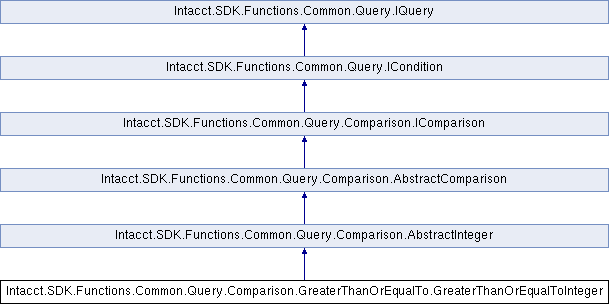 Intacct.SDK.Functions.Common.Query.IQuery
Intacct.SDK.Functions.Common.Query.ICondition
Intacct.SDK.Functions.Common.Query.Comparison.IComparison
Intacct.SDK.Functions.Common.Query.Comparison.AbstractComparison
Intacct.SDK.Functions.Common.Query.Comparison.AbstractInteger
Intacct.SDK.Functions.Common.Query.Comparison.GreaterThanOrEqualTo.GreaterThanOrEqualToInteger